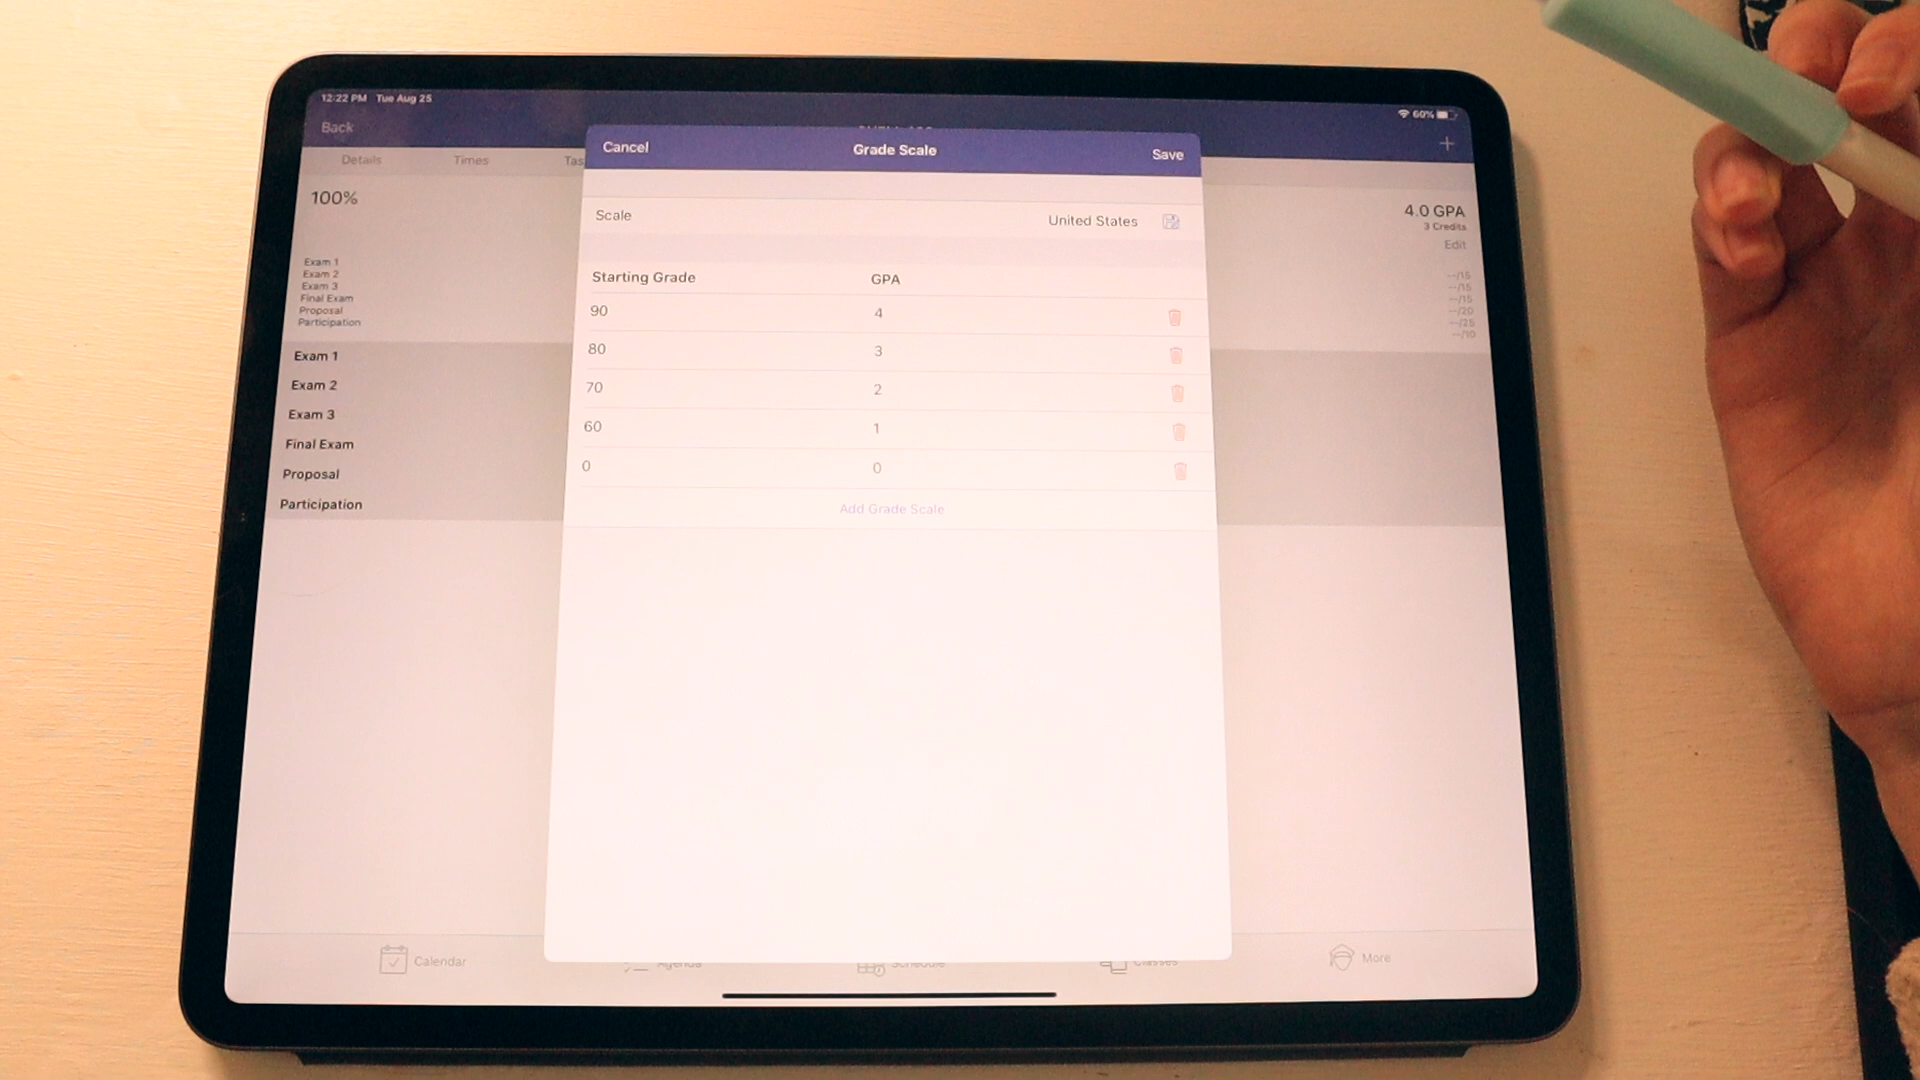 12:22 PM Tue Aug 25
60%
Back
Cancel
Grade Scale
Save
Details
Times
100%
4.0 GPA
3 Credits
Edit
Scale
United States
Starting Grade
GPA
90
4
80
3
70
2
60
1
0
0
Add Grade Scale
Exam 1
--/15
Exam 2
--/15
Exam 3
--/15
Final Exam
--/20
Proposal
--/25
Participation
--/10
Exam 1
Exam 2
Exam 3
Final Exam
Proposal
Participation
Calendar
Agenda
Schedule
Classes
More